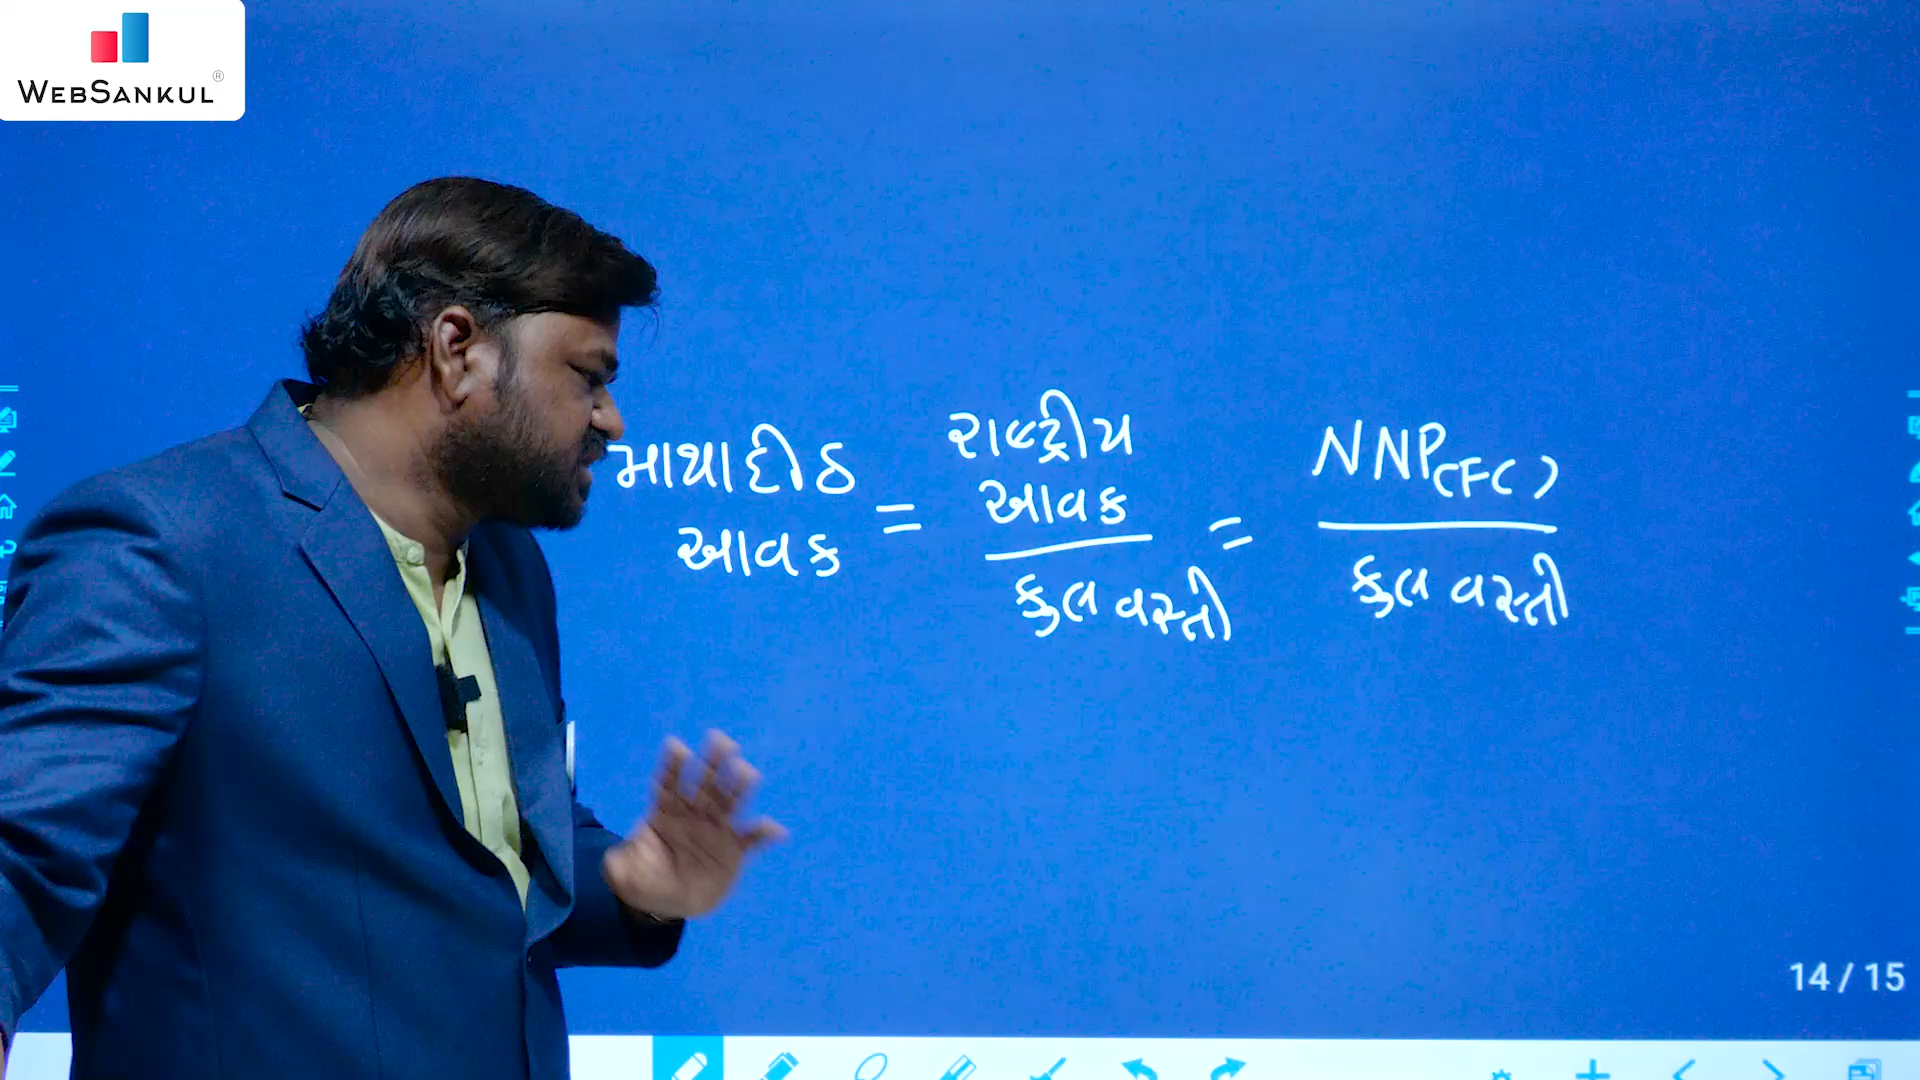 WEBSANKUL®
માથાદીઠ આવક = રાષ્ટ્રીય આવક / કુલ વસ્તી = NNP(FC) / કુલ વસ્તી
14 / 15